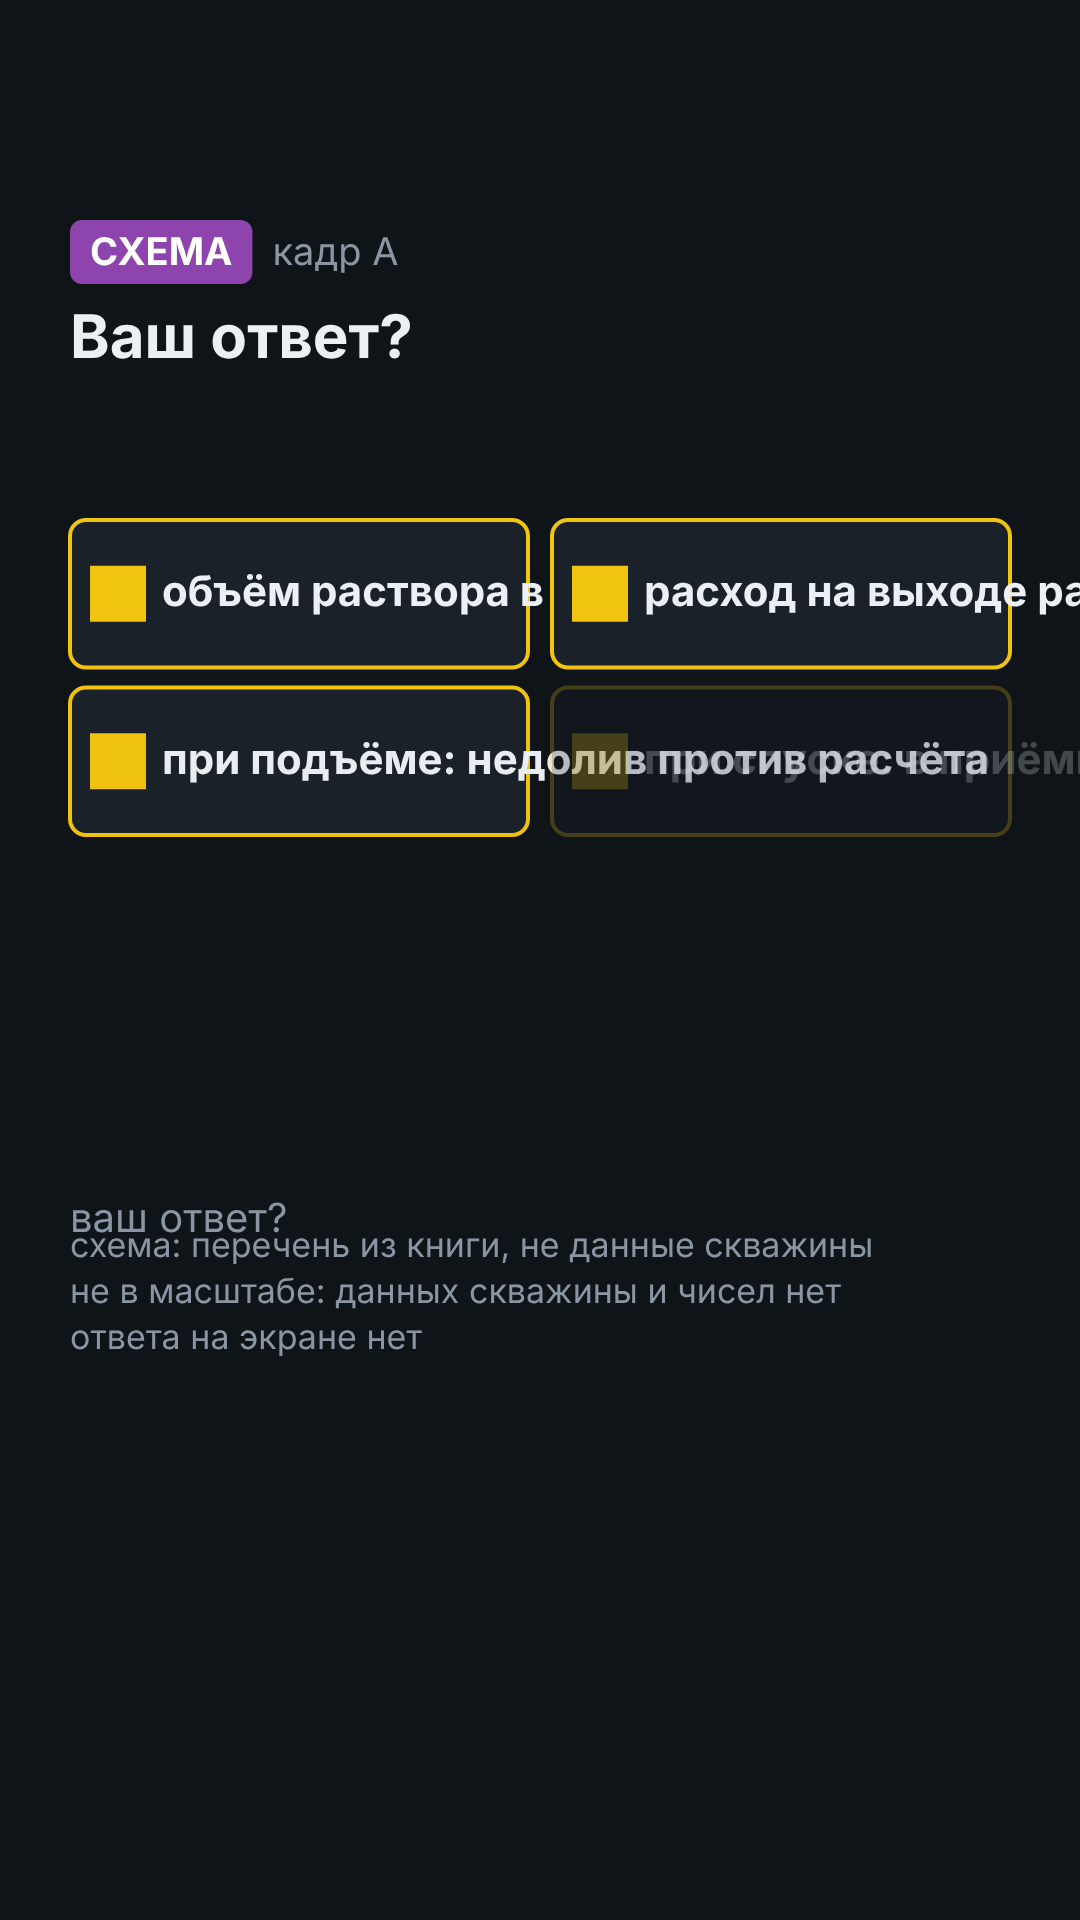 СХЕМА кадр А
Ваш ответ?
объём раствора в
расход на выходе
при подъёме: недолив против расчёта
ваш ответ?
схема: перечень из книги, не данные скважины
не в масштабе: данных скважины и чисел нет
ответа на экране нет